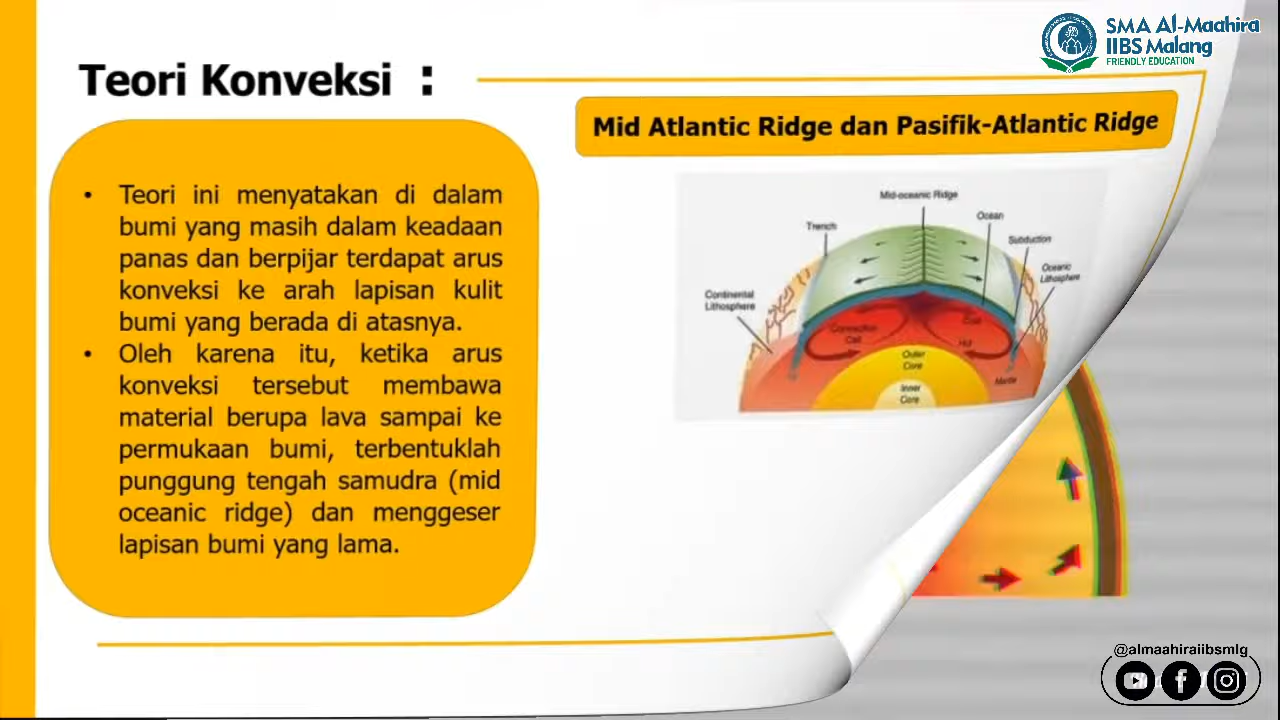 SMA Al-Maahira
IIBS Malang
FRIENDLY EDUCATION
Teori Konveksi :
Mid Atlantic Ridge dan Pasifik-Atlantic Ridge
• Teori ini menyatakan di dalam
bumi yang masih dalam keadaan
panas dan berpijar terdapat arus
konveksi ke arah lapisan kulit
bumi yang berada di atasnya.
• Oleh karena itu, ketika arus
konveksi tersebut membawa
material berupa lava sampai ke
permukaan bumi, terbentuklah
punggung tengah samudra (mid
oceanic ridge) dan menggeser
lapisan bumi yang lama.
Mid-oceanic Ridge
Trench
Ocean
Subduction
Oceanic
Lithosphere
Continental
Lithosphere
Convection
Cell
Cool
Hot
Outer
Core
Mantle
Inner
Core
@almaahiraiibsmlg